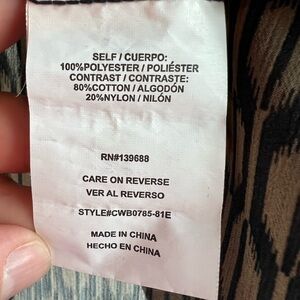 SELF / CUERPO:
100%POLYESTER / POLIÉSTER
CONTRAST / CONTRASTE:
80%COTTON / ALGODÓN
20%NYLON / NILÓN
RN#139688
CARE ON REVERSE
VER AL REVERSO
STYLE#CWB0785-81E
MADE IN CHINA
HECHO EN CHINA